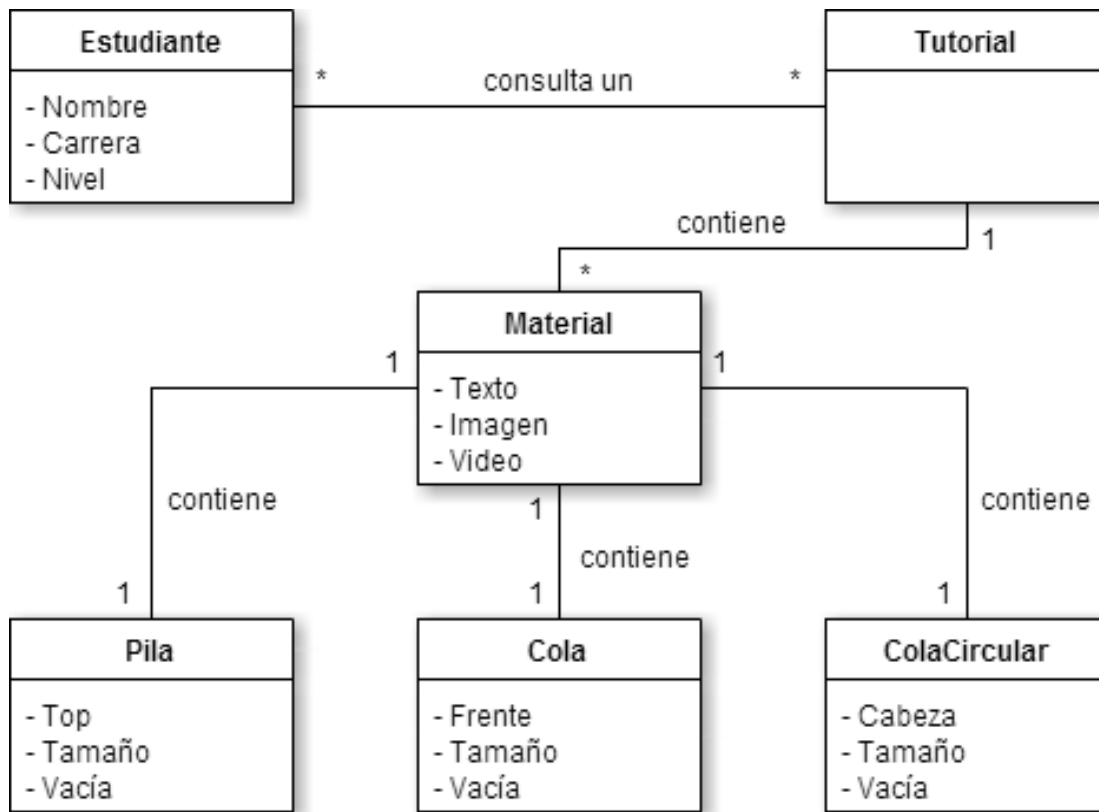 Estudiante
- Nombre
- Carrera
- Nivel
* consulta un *
Tutorial
contiene
1
*
Material
- Texto
- Imagen
- Video
1
1
contiene
1
1
contiene
1
contiene
1
1
Pila
- Top
- Tamaño
- Vacía
Cola
- Frente
- Tamaño
- Vacía
ColaCircular
- Cabeza
- Tamaño
- Vacía